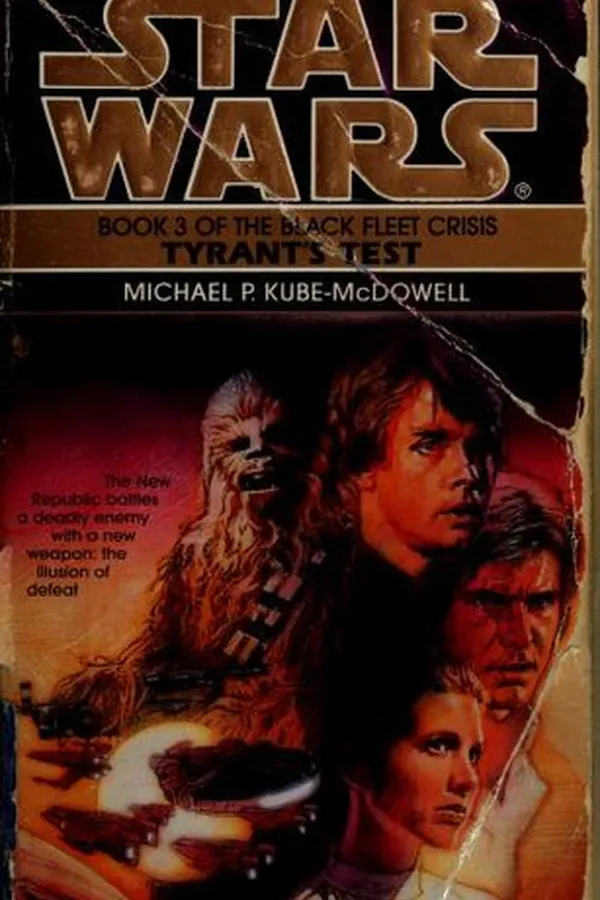 STAR
WARS®
BOOK 3 OF THE BLACK FLEET CRISIS
TYRANT'S TEST
MICHAEL P. KUBE-McDOWELL
The New
Republic battles
a deadly enemy
with a new
weapon: the
illusion of
defeat